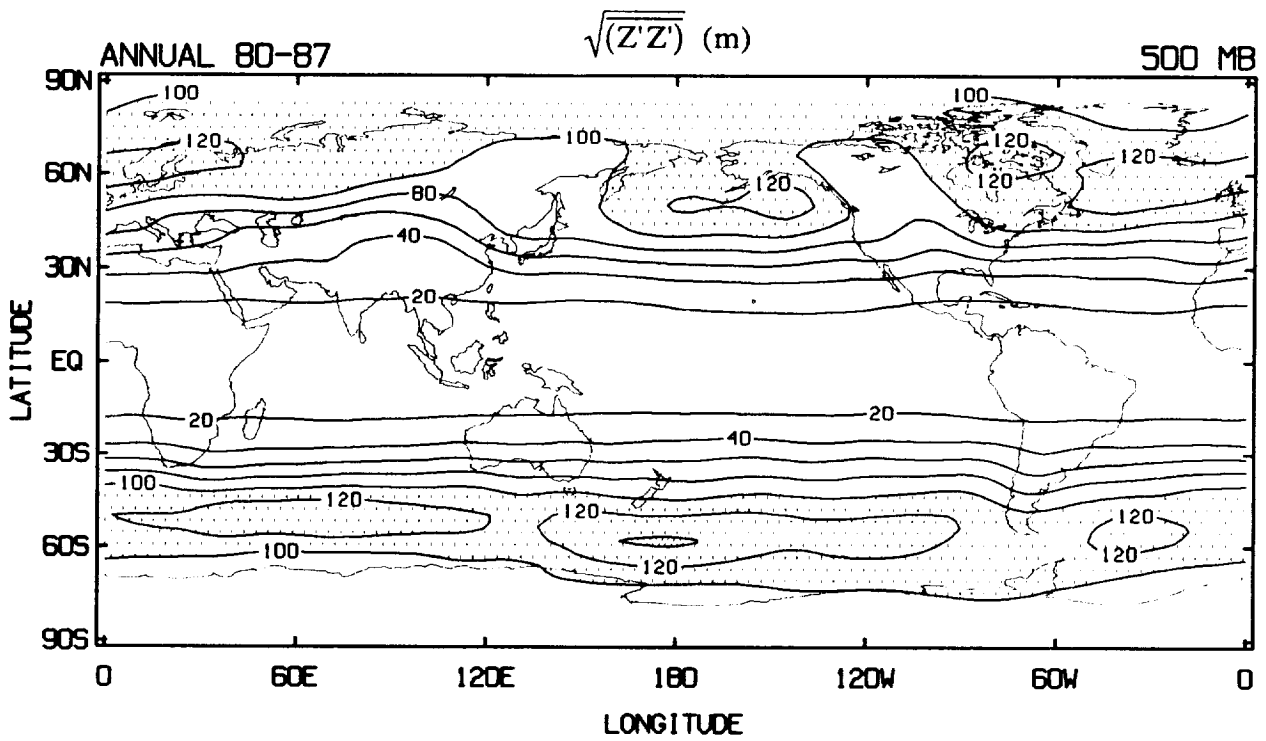 √(Z'Z') (m)
ANNUAL 80-87 500 MB
90N
100 100
120 100 120 120
60N
120 120
80
40
30N
20
LATITUDE
EQ
20 20
40
30S
100
120 120 120
60S
100 120 120
90S
0 60E 120E 180 120W 60W 0
LONGITUDE